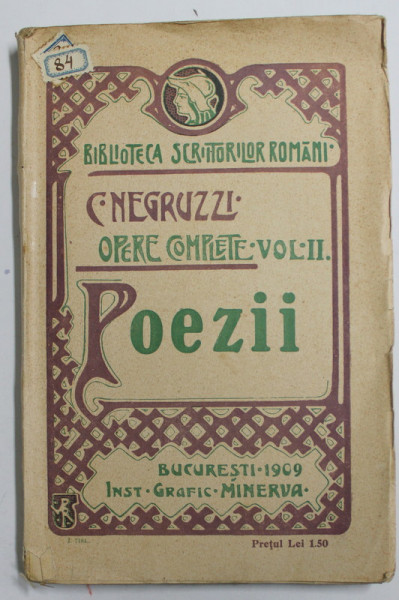 84
BIBLIOTECA SCRIITORILOR ROMÂNI·
C·NEGRUZZI·
OPERE COMPLETE·VOL·II.
Poezii
BUCUREȘTI·1909
INST·GRAFIC·MINERVA·
Prețul Lei 1.50